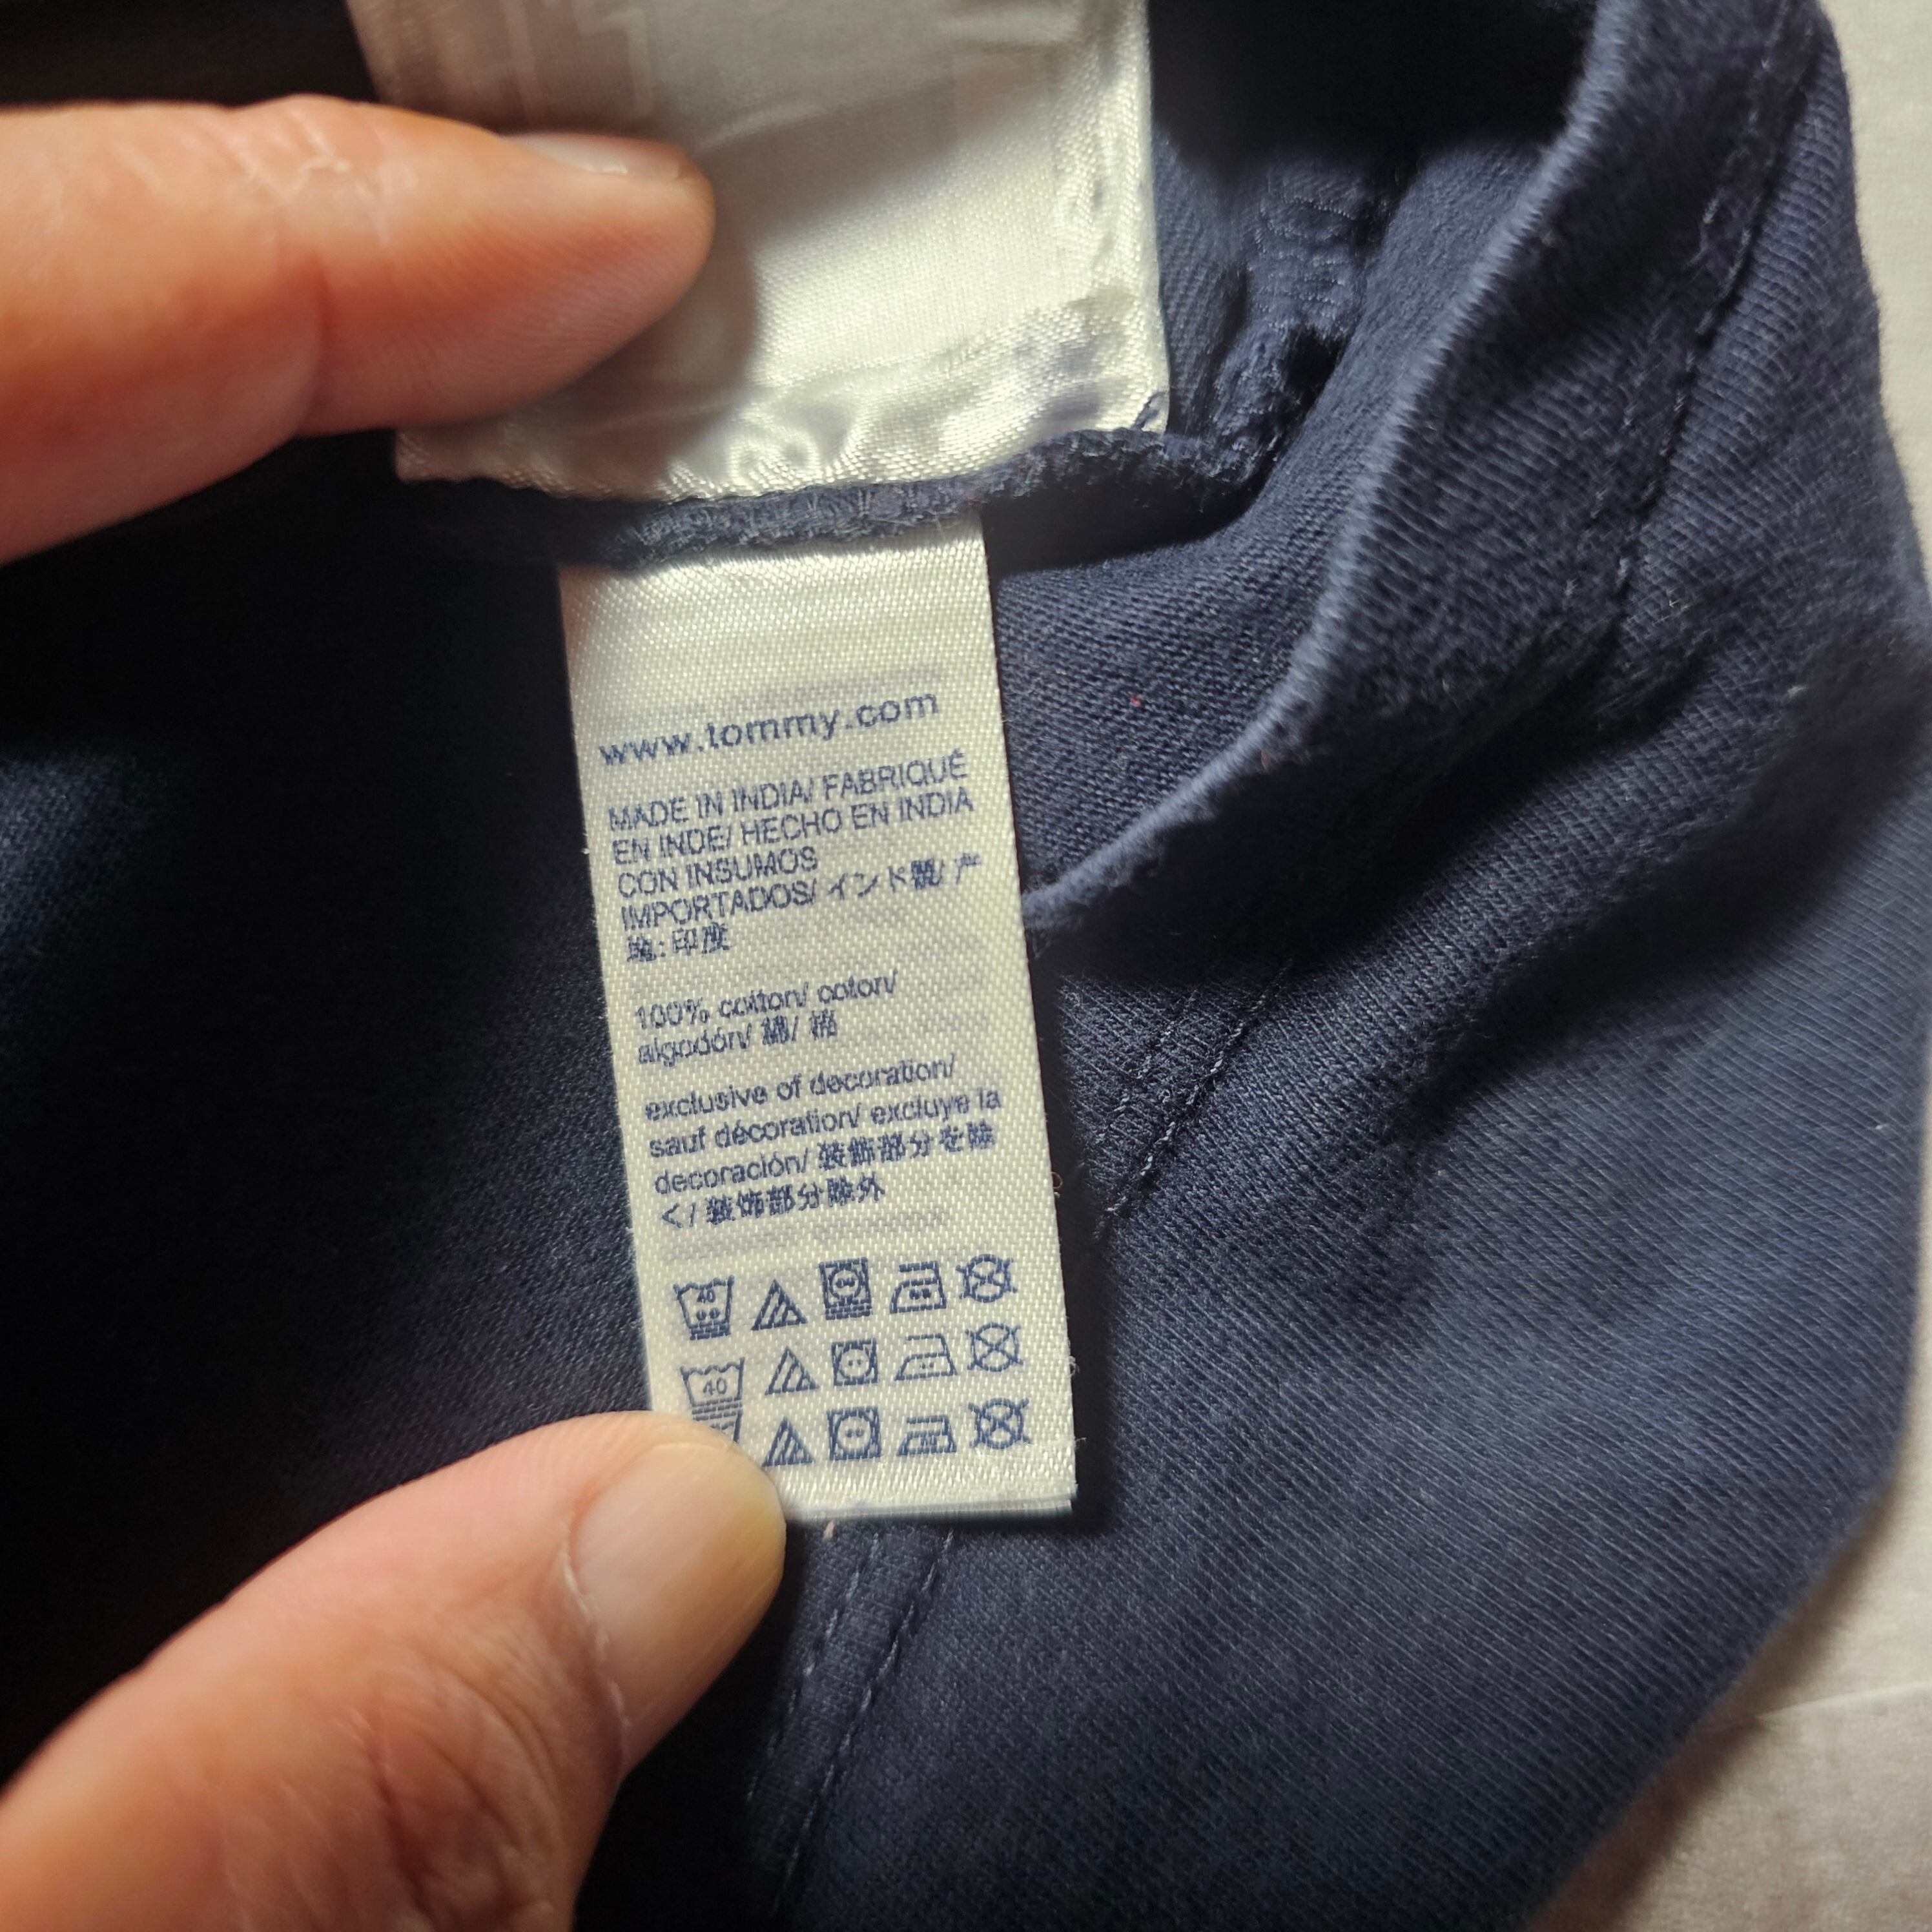 www.tommy.com
MADE IN INDIA/ FABRIQUÉ
EN INDE/ HECHO EN INDIA
CON INSUMOS
IMPORTADOS/ インド製/ 产
地: 印度
100% cotton/ coton/
algodón/ 綿/ 棉
exclusive of decoration/
sauf décoration/ excluye la
decoración/ 装飾部分を除
く/ 装饰部分除外
40
40